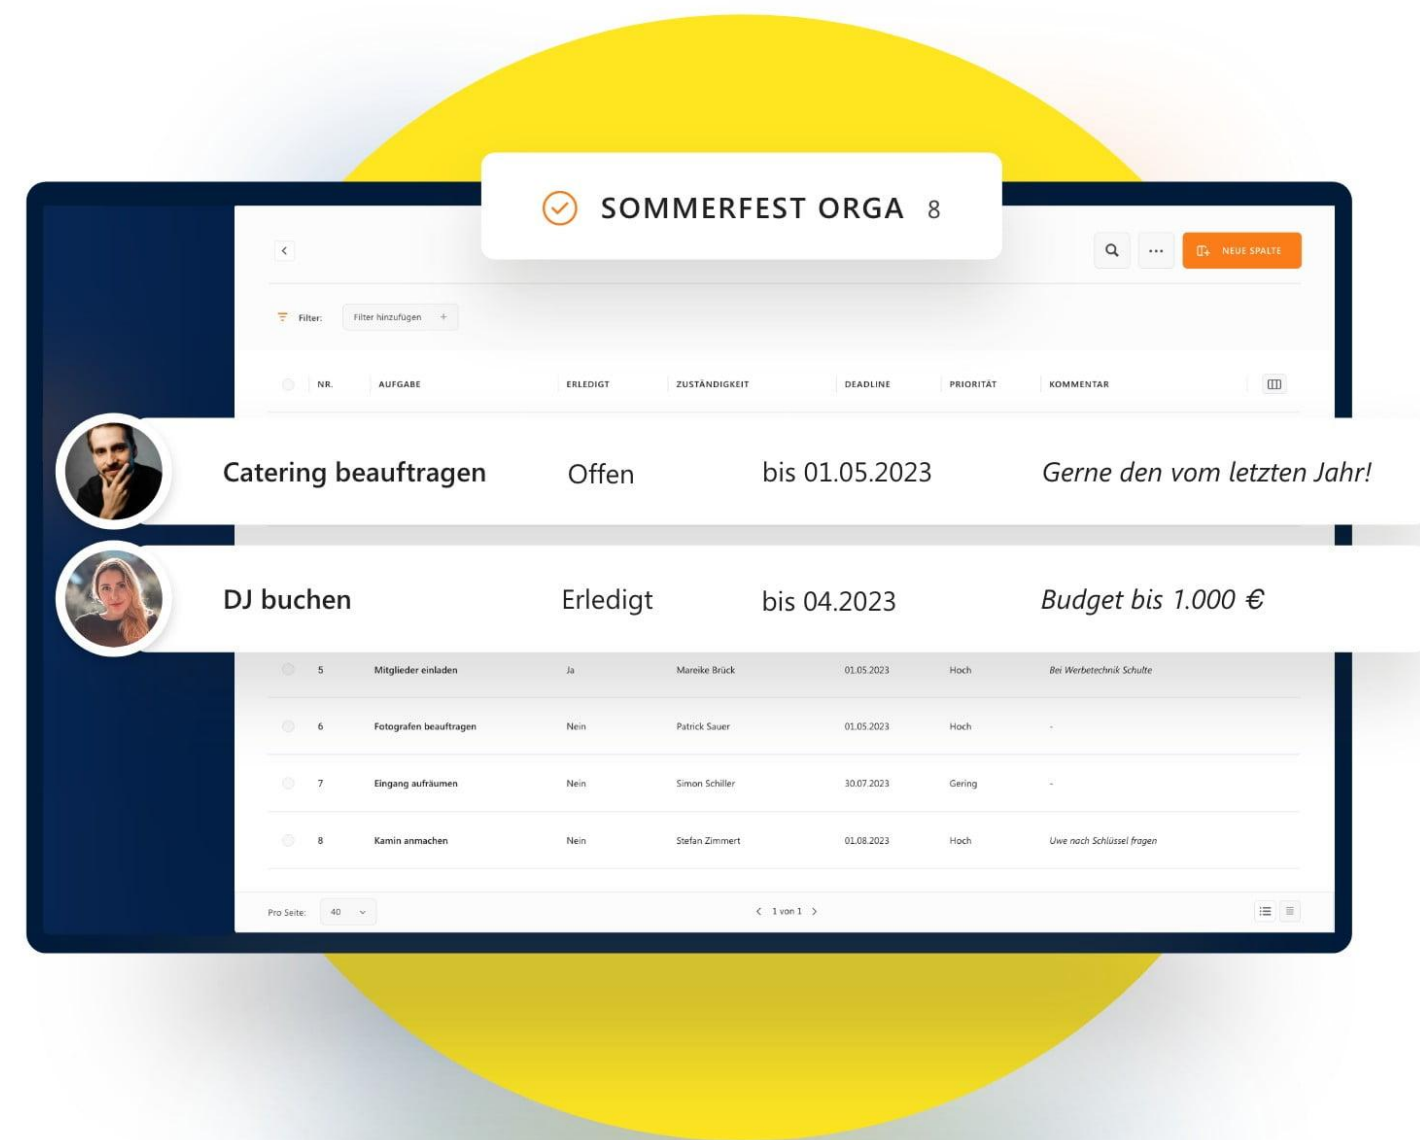 SOMMERFEST ORGA 8
NEUE SPALTE
Filter: Filter hinzufügen +
NR. AUFGABE ERLEDIGT ZUSTÄNDIGKEIT DEADLINE PRIORITÄT KOMMENTAR
Catering beauftragen Offen bis 01.05.2023 Gerne den vom letzten Jahr!
DJ buchen Erledigt bis 04.2023 Budget bis 1.000 €
5 Mitglieder einladen Ja Mareike Brück 01.05.2023 Hoch Bei Werbetechnik Schulte
6 Fotografen beauftragen Nein Patrick Sauer 01.05.2023 Hoch -
7 Eingang aufräumen Nein Simon Schiller 30.07.2023 Gering -
8 Kamin anmachen Nein Stefan Zimmert 01.08.2023 Hoch Uwe nach Schlüssel fragen
Pro Seite: 40 < 1 von 1 >